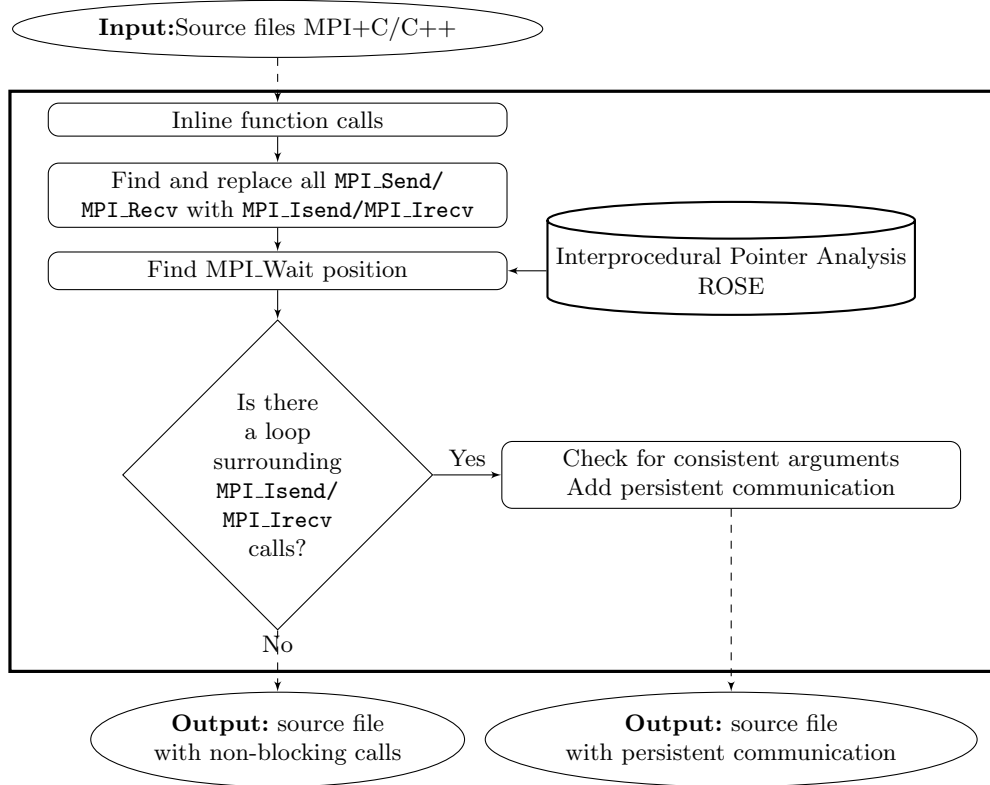 Input:Source files MPI+C/C++
Inline function calls
Find and replace all MPI_Send/
MPI_Recv with MPI_Isend/MPI_Irecv
Find MPI_Wait position
Interprocedural Pointer Analysis
ROSE
Is there
a loop
surrounding
MPI_Isend/
MPI_Irecv
calls?
Yes
Check for consistent arguments
Add persistent communication
No
Output: source file
with non-blocking calls
Output: source file
with persistent communication